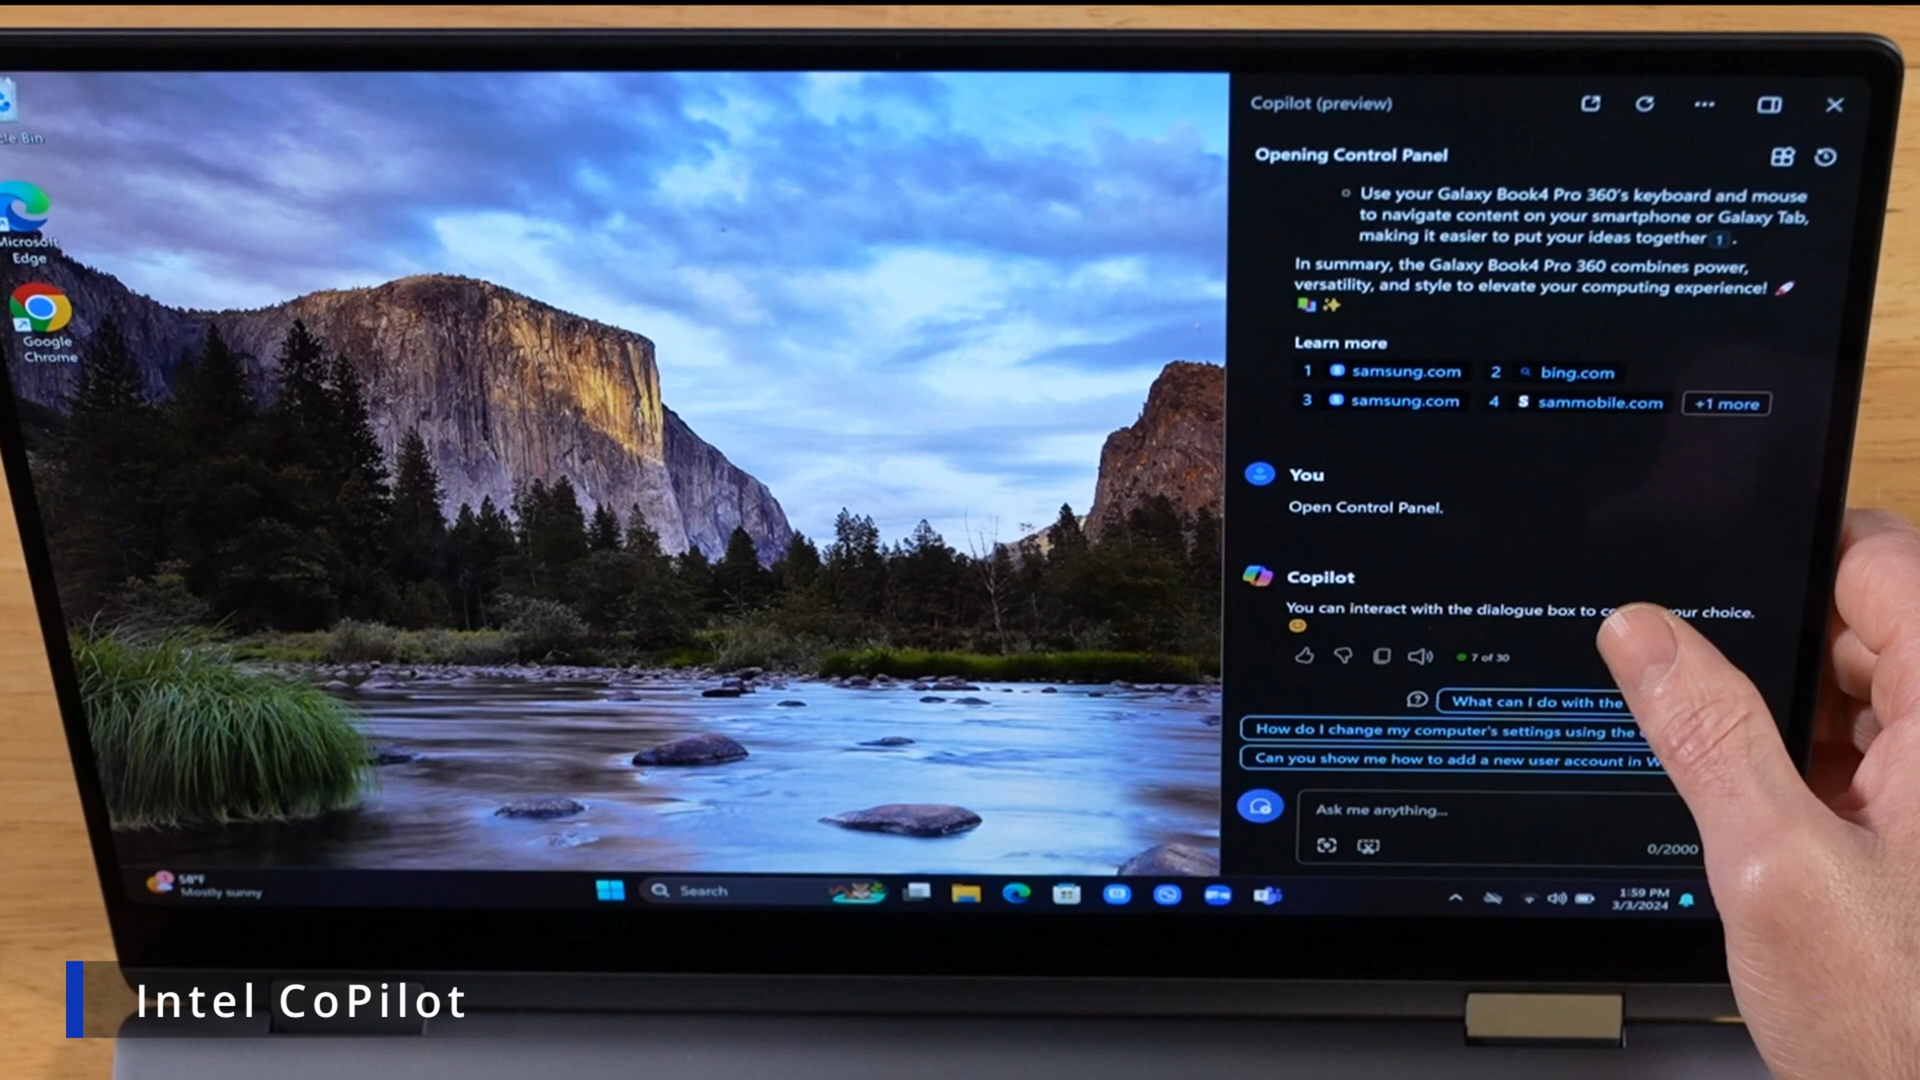 cle Bin
Microsoft
Edge
Google
Chrome
Copilot (preview)
Opening Control Panel
Use your Galaxy Book4 Pro 360's keyboard and mouse
to navigate content on your smartphone or Galaxy Tab,
making it easier to put your ideas together 1 .
In summary, the Galaxy Book4 Pro 360 combines power,
versatility, and style to elevate your computing experience!
Learn more
1 samsung.com 2 bing.com
3 samsung.com 4 S sammobile.com +1 more
You
Open Control Panel.
Copilot
You can interact with the dialogue box to your choice.
7 of 30
What can I do with the
How do I change my computer's settings using the
Can you show me how to add a new user account in W
Ask me anything...
0/2000
58°F
Mostly sunny
Search
1:59 PM
3/3/2024
Intel CoPilot